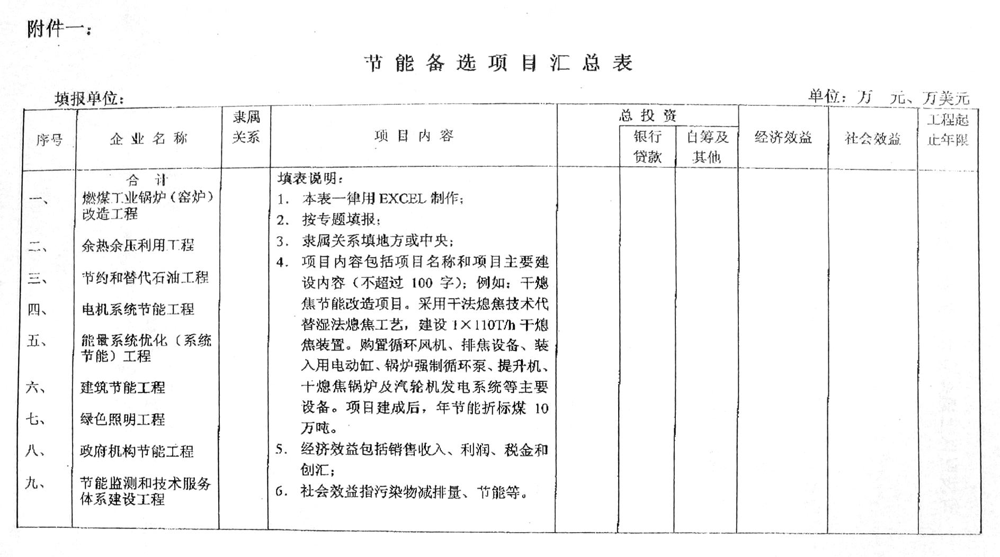 附件一：
节能备选项目汇总表
填报单位：
单位：万　元、万美元
序号
企业名称
隶属
关系
项目内容
总投资
银行
贷款
自筹及
其他
经济效益
社会效益
工程起
止年限
合　计
一、
燃煤工业锅炉（窑炉）
改造工程
二、
余热余压利用工程
三、
节约和替代石油工程
四、
电机系统节能工程
五、
能量系统优化（系统
节能）工程
六、
建筑节能工程
七、
绿色照明工程
八、
政府机构节能工程
九、
节能监测和技术服务
体系建设工程
填表说明：
1. 本表一律用EXCEL制作；
2. 按专题填报；
3. 隶属关系填地方或中央；
4. 项目内容包括项目名称和项目主要建
设内容（不超过 100 字）；例如：干熄
焦节能改造项目。采用干法熄焦技术代
替湿法熄焦工艺，建设 1×110T/h 干熄
焦装置。购置循环风机、排焦设备、装
入用电动缸、锅炉强制循环泵、提升机、
干熄焦锅炉及汽轮机发电系统等主要
设备。项目建成后，年节能折标煤 10
万吨。
5. 经济效益包括销售收入、利润、税金和
创汇；
6. 社会效益指污染物减排量、节能等。